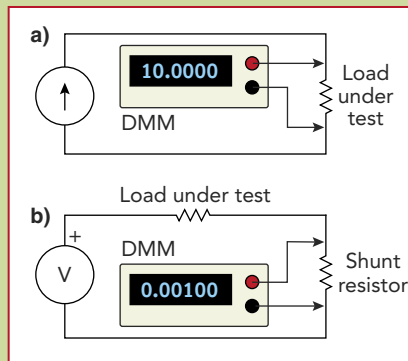 a)
10.0000
DMM
Load
under
test
b)
Load under test
+
V
DMM
0.00100
Shunt
resistor